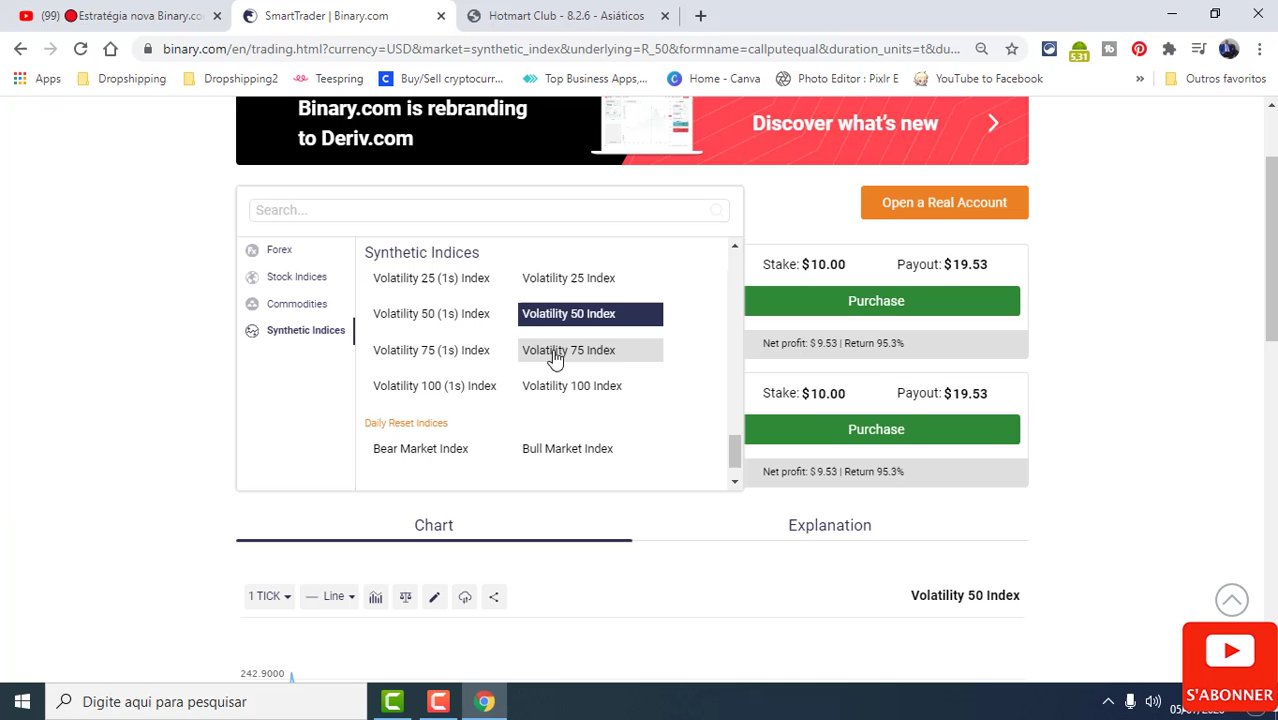 (99) 🔴Estratégia nova Binary.com
SmartTrader | Binary.com
Hotmart Club - 8.2.6 - Asiáticos
binary.com/en/trading.html?currency=USD&market=synthetic_index&underlying=R_50&formname=callputequal&duration_units=t&du...
5,31
Apps
Dropshipping
Dropshipping2
Teespring
Buy/Sell cryptocur...
Top Business Apps,...
Home - Canva
Photo Editor : Pixlr E
YouTube to Facebook
»
Outros favoritos
Binary.com is rebranding
to Deriv.com
Discover what's new
Search...
Open a Real Account
Forex
Stock Indices
Commodities
Synthetic Indices
Synthetic Indices
Volatility 25 (1s) Index
Volatility 25 Index
Volatility 50 (1s) Index
Volatility 50 Index
Volatility 75 (1s) Index
Volatility 75 Index
Volatility 100 (1s) Index
Volatility 100 Index
Daily Reset Indices
Bear Market Index
Bull Market Index
Stake: $10.00
Payout: $19.53
Purchase
Net profit: $ 9.53 | Return 95.3%
Stake: $10.00
Payout: $19.53
Purchase
Net profit: $ 9.53 | Return 95.3%
Chart
Explanation
1 TICK
Line
Volatility 50 Index
242.9000
S'ABONNER
Digite aqui para pesquisar